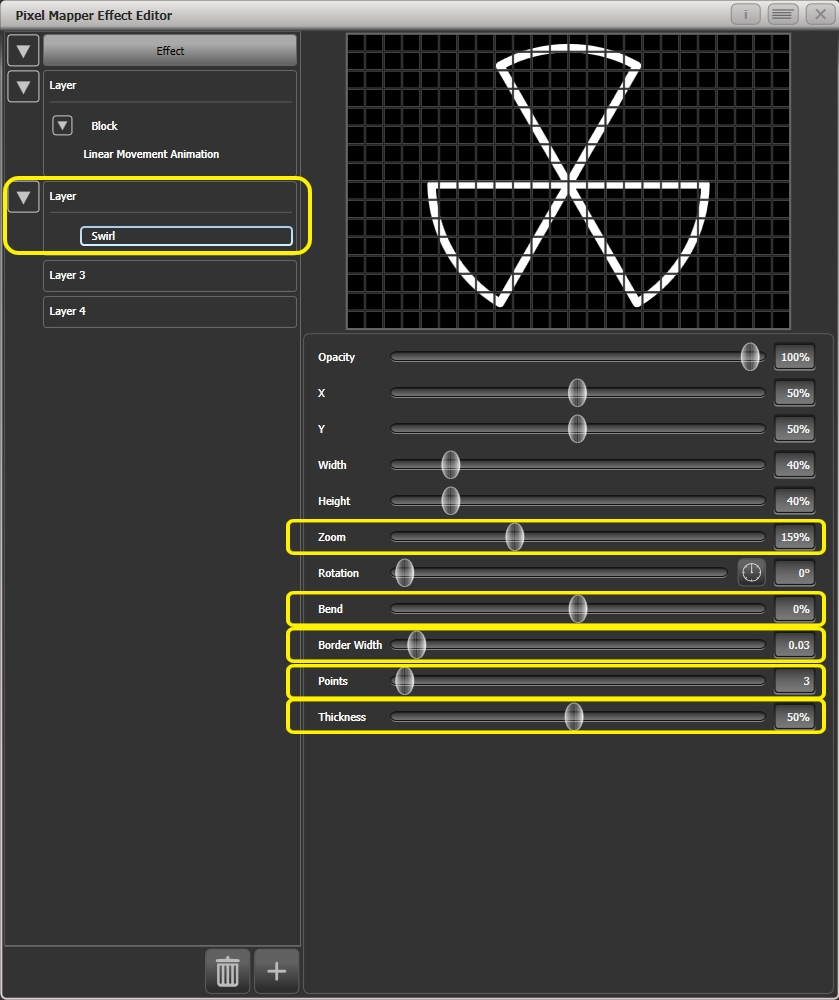 Pixel Mapper Effect Editor
i
Effect
Layer
Block
Linear Movement Animation
Layer
Swirl
Layer 3
Layer 4
Opacity 100%
X 50%
Y 50%
Width 40%
Height 40%
Zoom 159%
Rotation 0°
Bend 0%
Border Width 0.03
Points 3
Thickness 50%